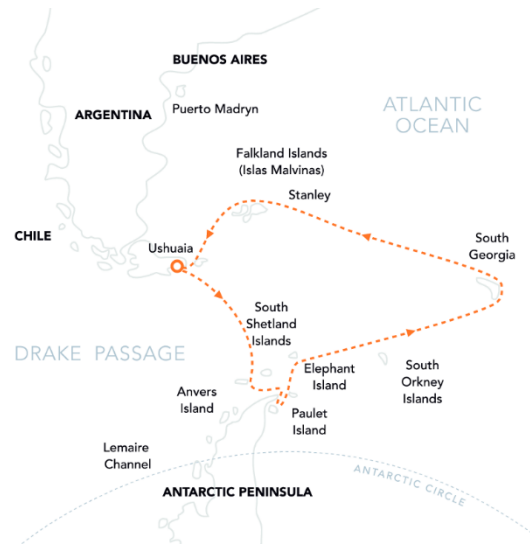 BUENOS AIRES
ARGENTINA
Puerto Madryn
ATLANTIC
OCEAN
Falkland Islands
(Islas Malvinas)
Stanley
CHILE
Ushuaia
South
Georgia
South
Shetland
Islands
DRAKE PASSAGE
Elephant
Island
South
Orkney
Islands
Anvers
Island
Paulet
Island
Lemaire
Channel
ANTARCTIC CIRCLE
ANTARCTIC PENINSULA